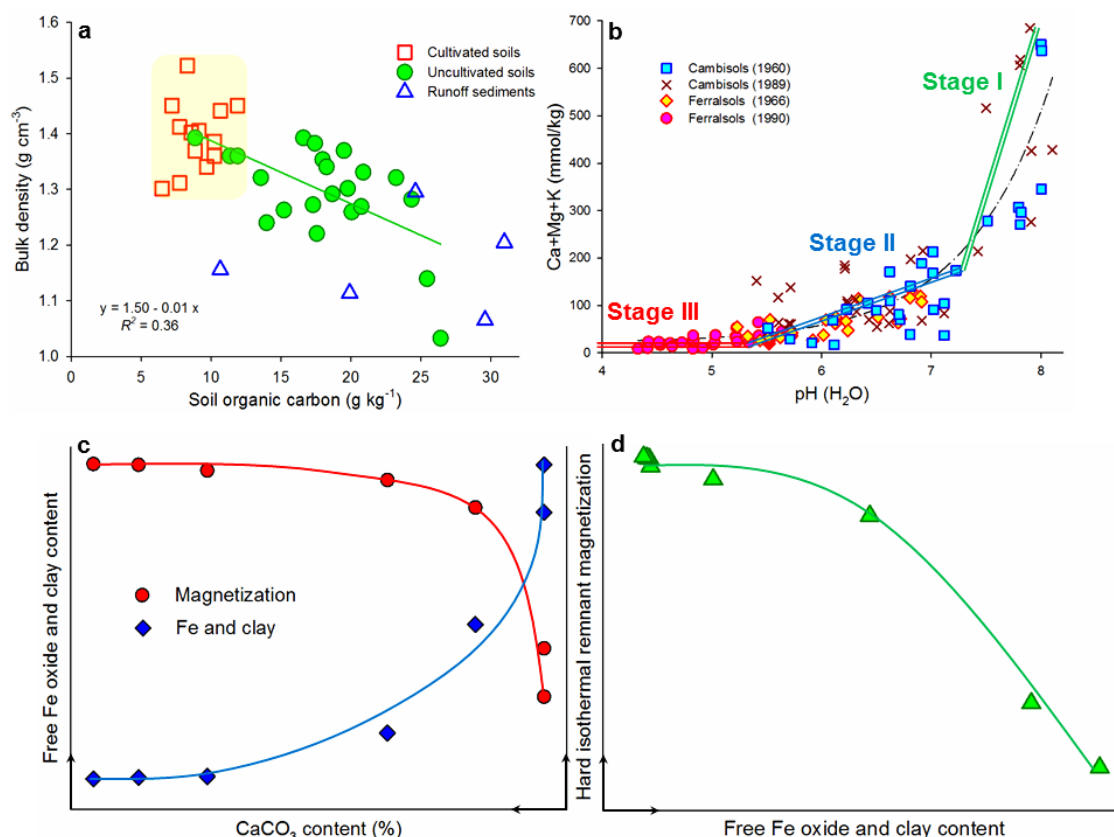 a
Bulk density (g cm⁻³)
1.6
1.5
1.4
1.3
1.2
1.1
1.0
Cultivated soils
Uncultivated soils
Runoff sediments
y = 1.50 - 0.01 x
R² = 0.36
0 5 10 15 20 25 30
Soil organic carbon (g kg⁻¹)
b
Ca+Mg+K (mmol/kg)
700
600
500
400
300
200
100
0
Cambisols (1960)
Cambisols (1989)
Ferralsols (1966)
Ferralsols (1990)
Stage I
Stage II
Stage III
4 5 6 7 8
pH (H₂O)
c
Free Fe oxide and clay content
Magnetization
Fe and clay
CaCO₃ content (%)
Hard isothermal remnant magnetization
d
Free Fe oxide and clay content